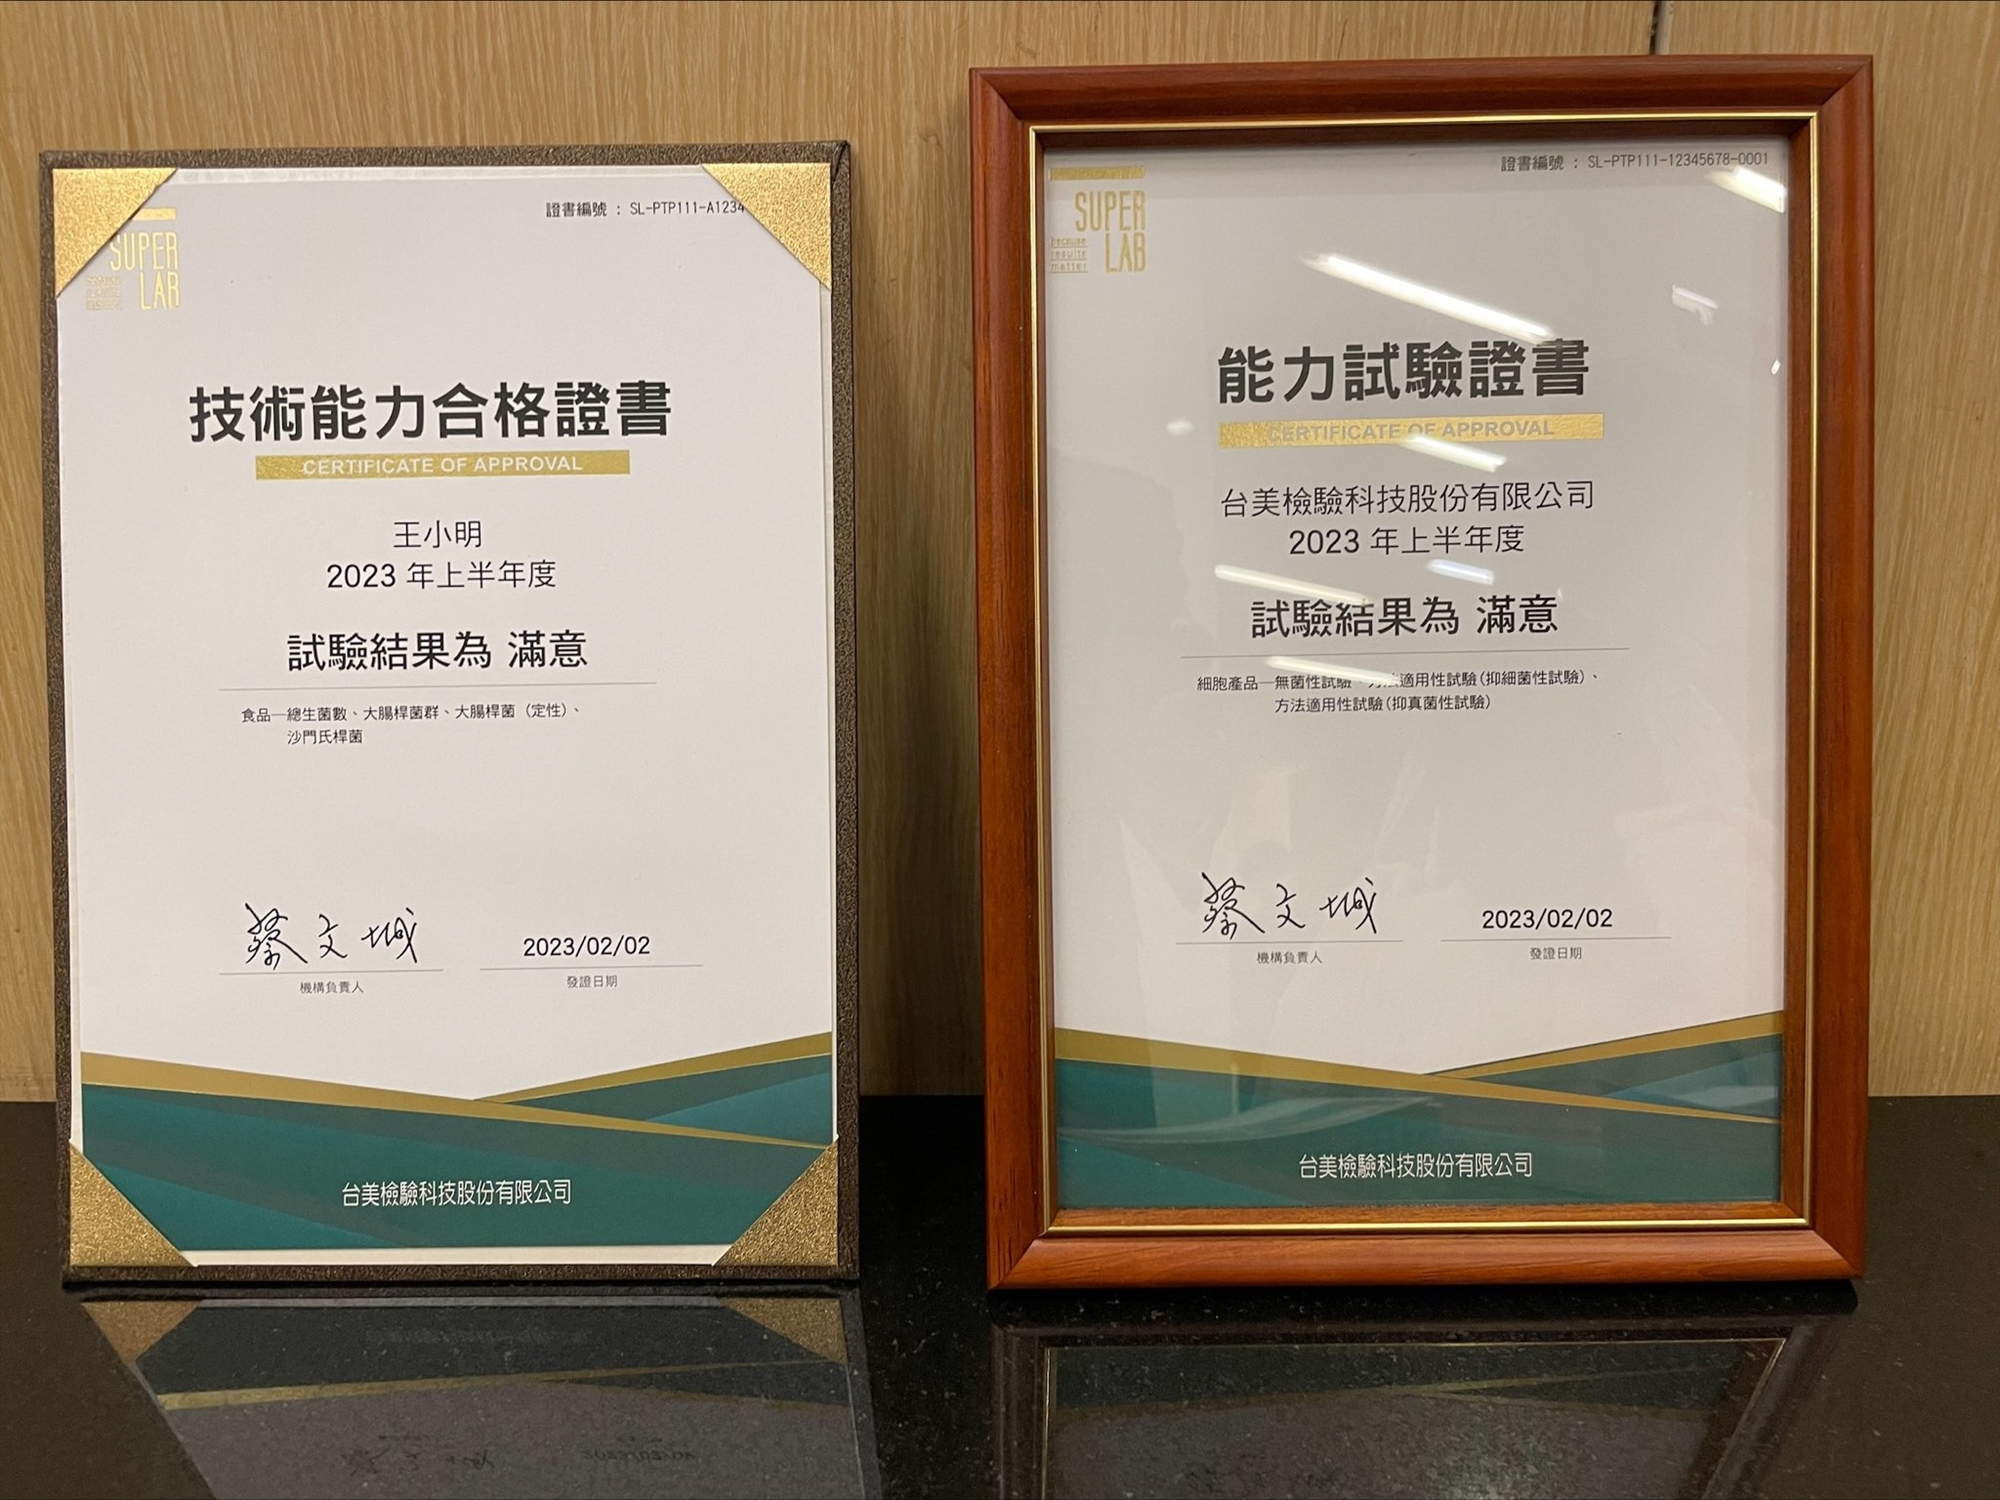 證書編號 : SL-PTP111-A1234
SUPER
LAB
技術能力合格證書
CERTIFICATE OF APPROVAL
王小明
2023 年上半年度
試驗結果為 滿意
食品—總生菌數、大腸桿菌群、大腸桿菌（定性）、
沙門氏桿菌
蔡文城
2023/02/02
機構負責人
發證日期
台美檢驗科技股份有限公司
證書編號 : SL-PTP111-12345678-0001
SUPER
LAB
because
results
matter
能力試驗證書
CERTIFICATE OF APPROVAL
台美檢驗科技股份有限公司
2023 年上半年度
試驗結果為 滿意
細胞產品—無菌性試驗、方法適用性試驗(抑細菌性試驗)、
方法適用性試驗(抑真菌性試驗)
蔡文城
2023/02/02
機構負責人
發證日期
台美檢驗科技股份有限公司